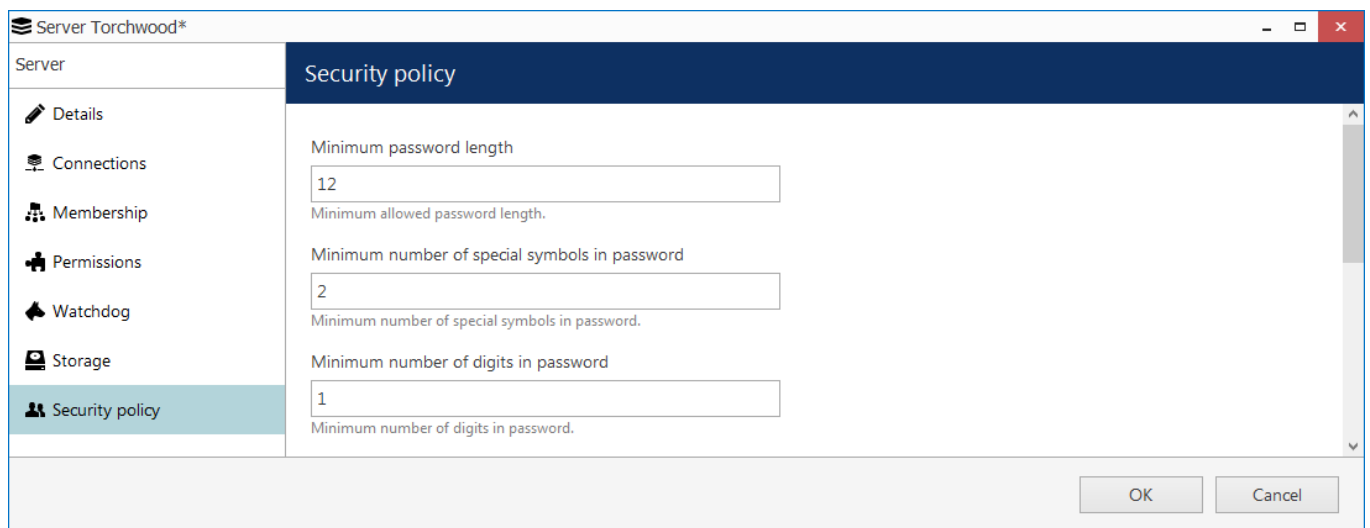 Server Torchwood*
Server
Details
Connections
Membership
Permissions
Watchdog
Storage
Security policy
Security policy
Minimum password length
12
Minimum allowed password length.
Minimum number of special symbols in password
2
Minimum number of special symbols in password.
Minimum number of digits in password
1
Minimum number of digits in password.
OK
Cancel